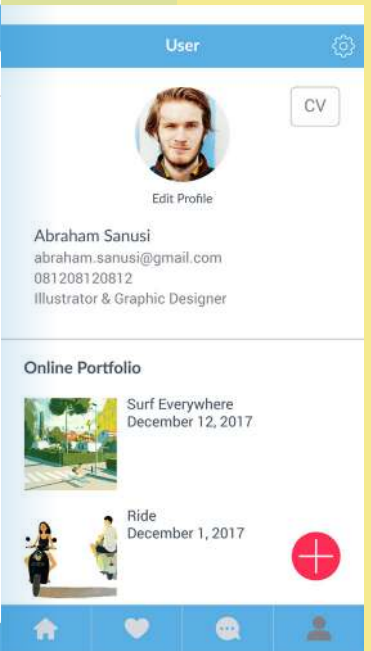 User
CV
Edit Profile
Abraham Sanusi
abraham.sanusi@gmail.com
081208120812
Illustrator & Graphic Designer
Online Portfolio
Surf Everywhere
December 12, 2017
Ride
December 1, 2017